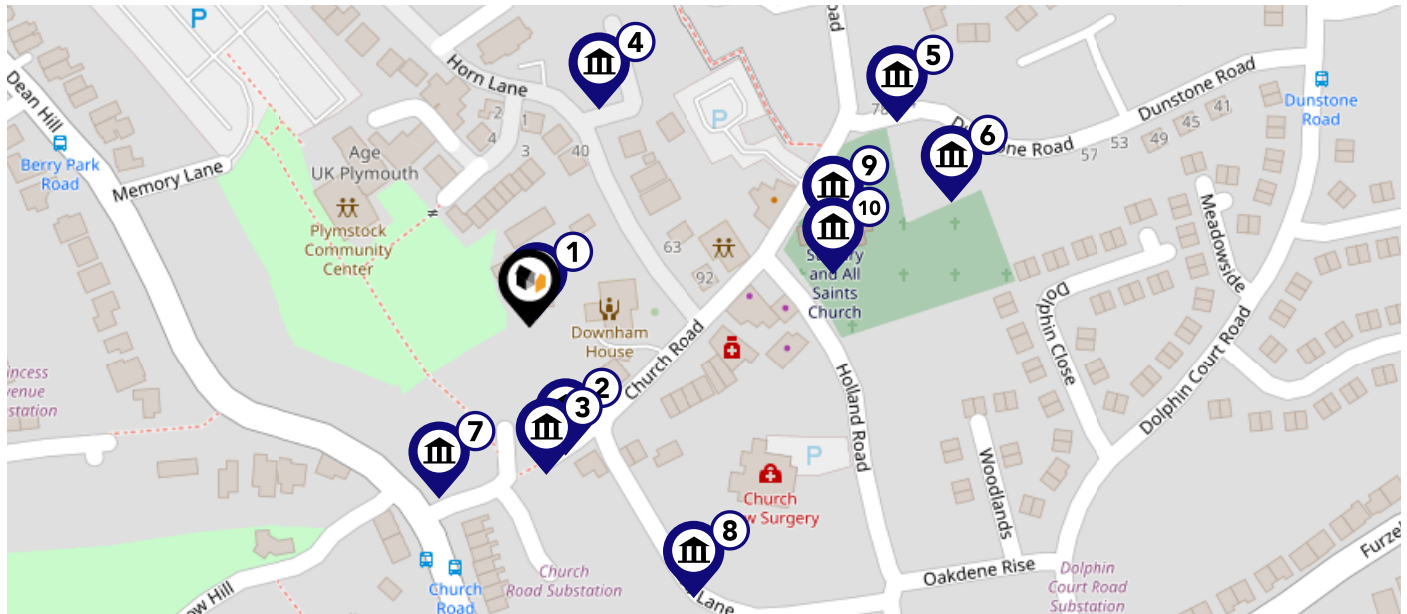 P
4
5
Horn Lane
Dean Hill
Dunstone Road
41
Dunstone
Road
2
1
P
45
49
53
57
6
Berry Park
Road
4
3
40
Age
UK Plymouth
Memory Lane
9
10
Meadowside
Plymstock
Community
Center
1
63
92
and All
Saints
Church
Dolphin Close
Downham
House
Church Road
Dolphin Court Road
Holland Road
2
3
7
P
Woodlands
Church
Surgery
8
Church
Road Substation
Oakdene Rise
Dolphin
Court Road
Substation
Church
Road
Lane